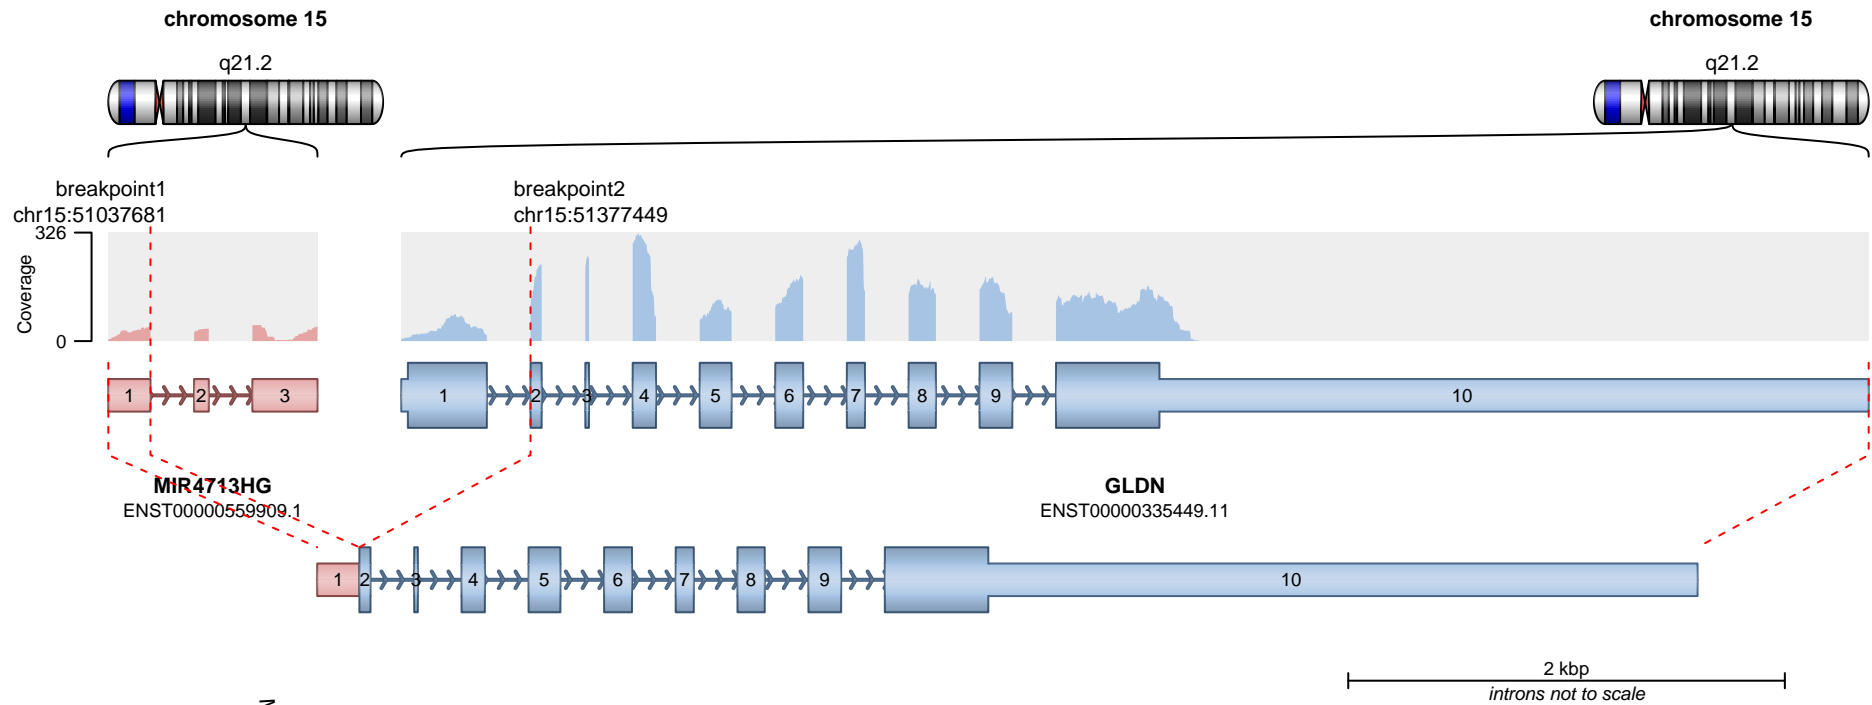 chromosome 15
chromosome 15
q21.2
q21.2
breakpoint1
chr15:51037681
breakpoint2
chr15:51377449
326
Coverage
0
1 2 3
1 2 3 4 5 6 7 8 9 10
MIR4713HG
ENST00000559909.1
GLDN
ENST00000335449.11
1 2 3 4 5 6 7 8 9 10
2 kbp
introns not to scale